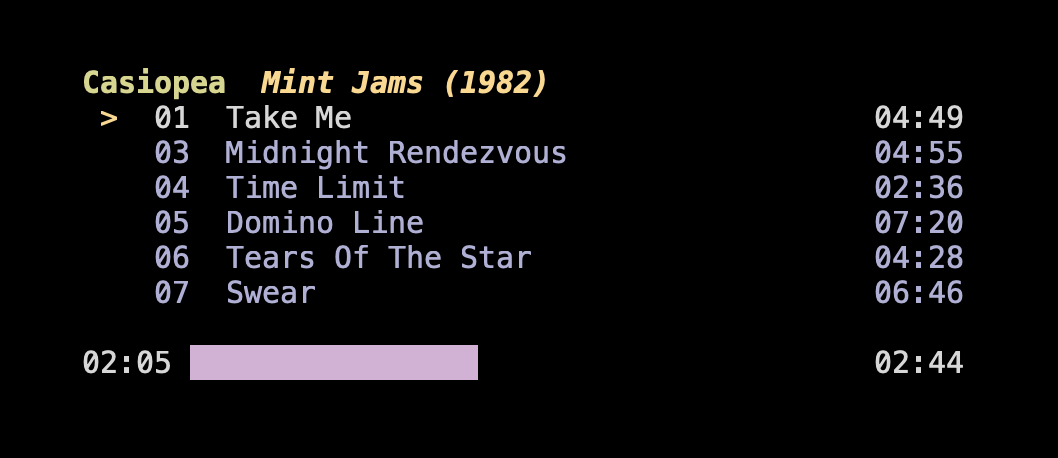 Casiopea  Mint Jams (1982)
> 01 Take Me 04:49
03 Midnight Rendezvous 04:55
04 Time Limit 02:36
05 Domino Line 07:20
06 Tears Of The Star 04:28
07 Swear 06:46
02:05 02:44